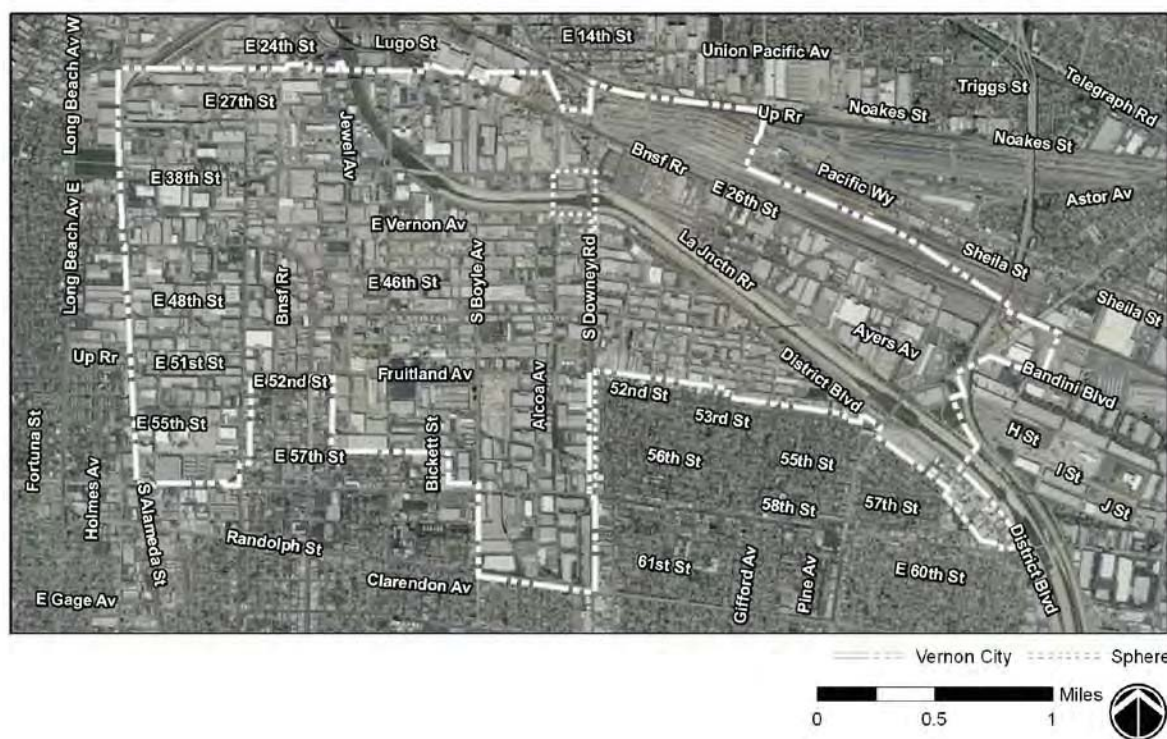 E 24th St
Lugo St
E 14th St
Union Pacific Av
Triggs St
Telegraph Rd
Long Beach Av W
E 27th St
Jewel Av
Up Rr
Noakes St
Noakes St
E 38th St
Bnsf Rr
E 26th St
Pacific Wy
Astor Av
Long Beach Av E
E Vernon Av
S Boyle Av
S Downey Rd
La Jnctn Rr
Sheila St
E 48th St
Bnsf Rr
E 46th St
Sheila St
Up Rr
E 51st St
E 52nd St
Fruitland Av
Alcoa Av
52nd St
53rd St
District Blvd
Ayers Av
Bandini Blvd
Fortuna St
E 55th St
Holmes Av
E 57th St
Bickett St
56th St
55th St
H St
I St
J St
S Alameda St
Randolph St
58th St
57th St
E Gage Av
Clarendon Av
61st St
Gifford Av
Pine Av
E 60th St
District Blvd
Vernon City
Sphere
Miles
0
0.5
1